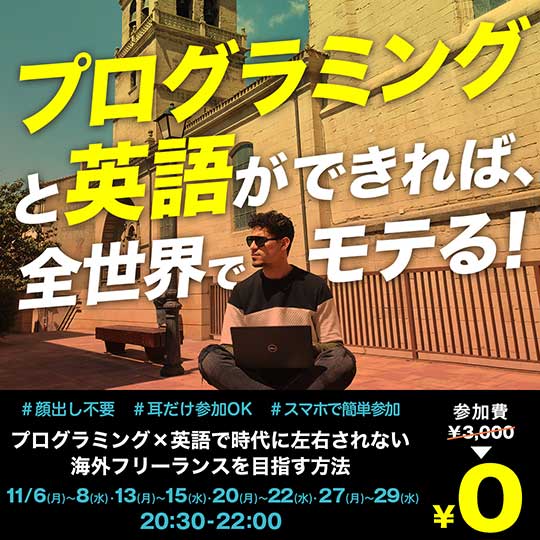 プログラミング
と英語ができれば、
全世界でモテる!
#顔出し不要 #耳だけ参加OK #スマホで簡単参加
プログラミング×英語で時代に左右されない
海外フリーランスを目指す方法
11/6(月)~8(水)・13(月)~15(水)・20(月)~22(水)・27(月)~29(水)
20:30-22:00
参加費
¥3,000
¥0
DELL